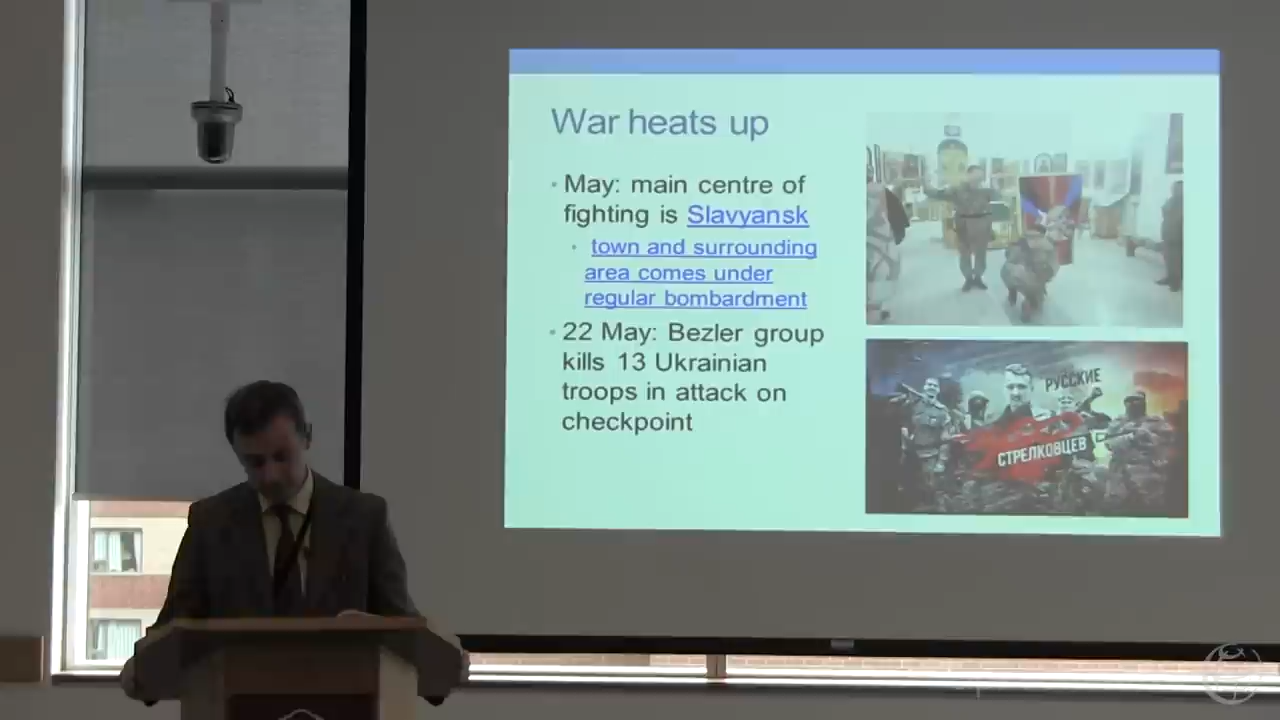 War heats up
· May: main centre of
fighting is Slavyansk
· town and surrounding
area comes under
regular bombardment
· 22 May: Bezler group
kills 13 Ukrainian
troops in attack on
checkpoint
РУССКИЕ
СТРЕЛКОВЦЕВ